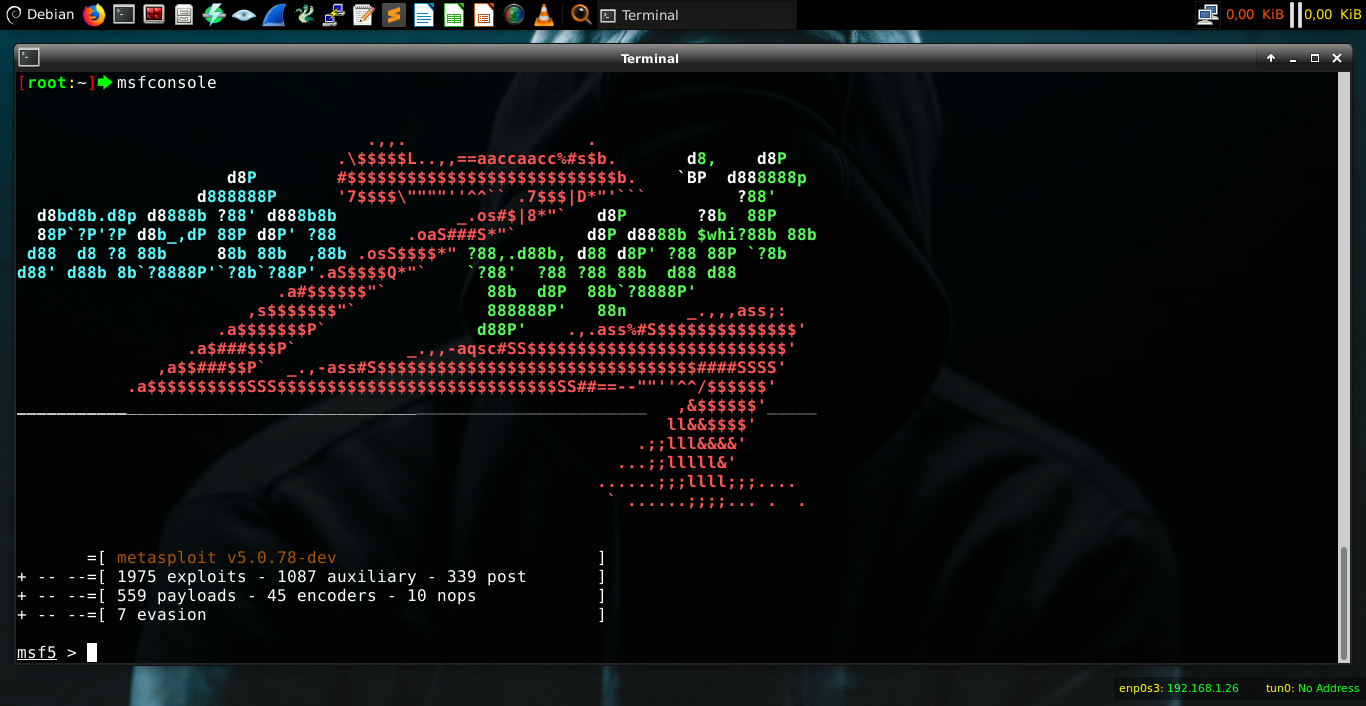 Debian
Terminal
0,00 KiB
0,00 KiB
Terminal
[root:~] msfconsole
metasploit
=[ metasploit v5.0.78-dev ]
+ -- --=[ 1975 exploits - 1087 auxiliary - 339 post ]
+ -- --=[ 559 payloads - 45 encoders - 10 nops ]
+ -- --=[ 7 evasion ]
msf5 >
enp0s3: 192.168.1.26 tun0: No Address